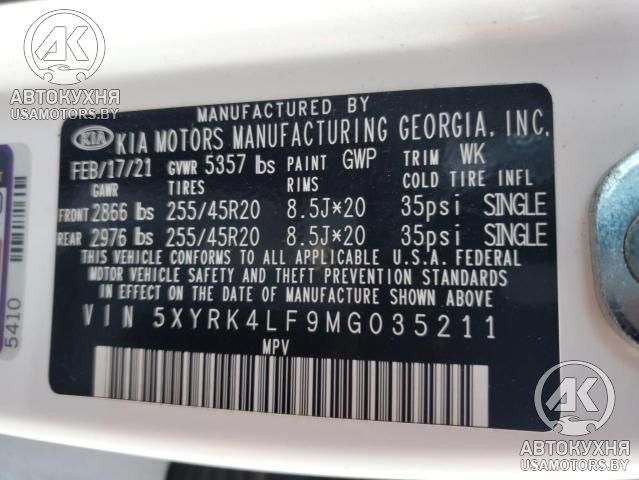 АВТОКУХНЯ
USAMOTORS.BY
MANUFACTURED BY
KIA KIA MOTORS MANUFACTURING GEORGIA, INC.
FEB/17/21 GVWR 5357 lbs PAINT GWP TRIM WK
GAWR TIRES RIMS COLD TIRE INFL
FRONT 2866 lbs 255/45R20 8.5J*20 35psi SINGLE
REAR 2976 lbs 255/45R20 8.5J*20 35psi SINGLE
THIS VEHICLE CONFORMS TO ALL APPLICABLE U.S.A. FEDERAL
MOTOR VEHICLE SAFETY AND THEFT PREVENTION STANDARDS
IN EFFECT ON THE DATE OF MANUFACTURE SHOWN ABOVE.
VIN 5XYRK4LF9MG035211
MPV
5410
АК
АВТОКУХНЯ
USAMOTORS.BY